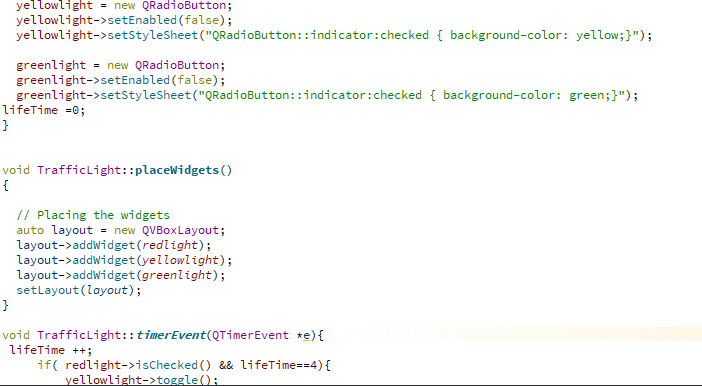 yellowlight = new QRadioButton;
yellowlight->setEnabled(false);
yellowlight->setStyleSheet("QRadioButton::indicator:checked { background-color: yellow;}");
greenlight = new QRadioButton;
greenlight->setEnabled(false);
greenlight->setStyleSheet("QRadioButton::indicator:checked { background-color: green;}");
lifeTime =0;
}
void TrafficLight::placeWidgets()
{
// Placing the widgets
auto layout = new QVBoxLayout;
layout->addWidget(redlight);
layout->addWidget(yellowlight);
layout->addWidget(greenlight);
setLayout(layout);
}
void TrafficLight::timerEvent(QTimerEvent *e){
lifeTime ++;
if( redlight->isChecked() && lifeTime==4){
yellowlight->toggle();